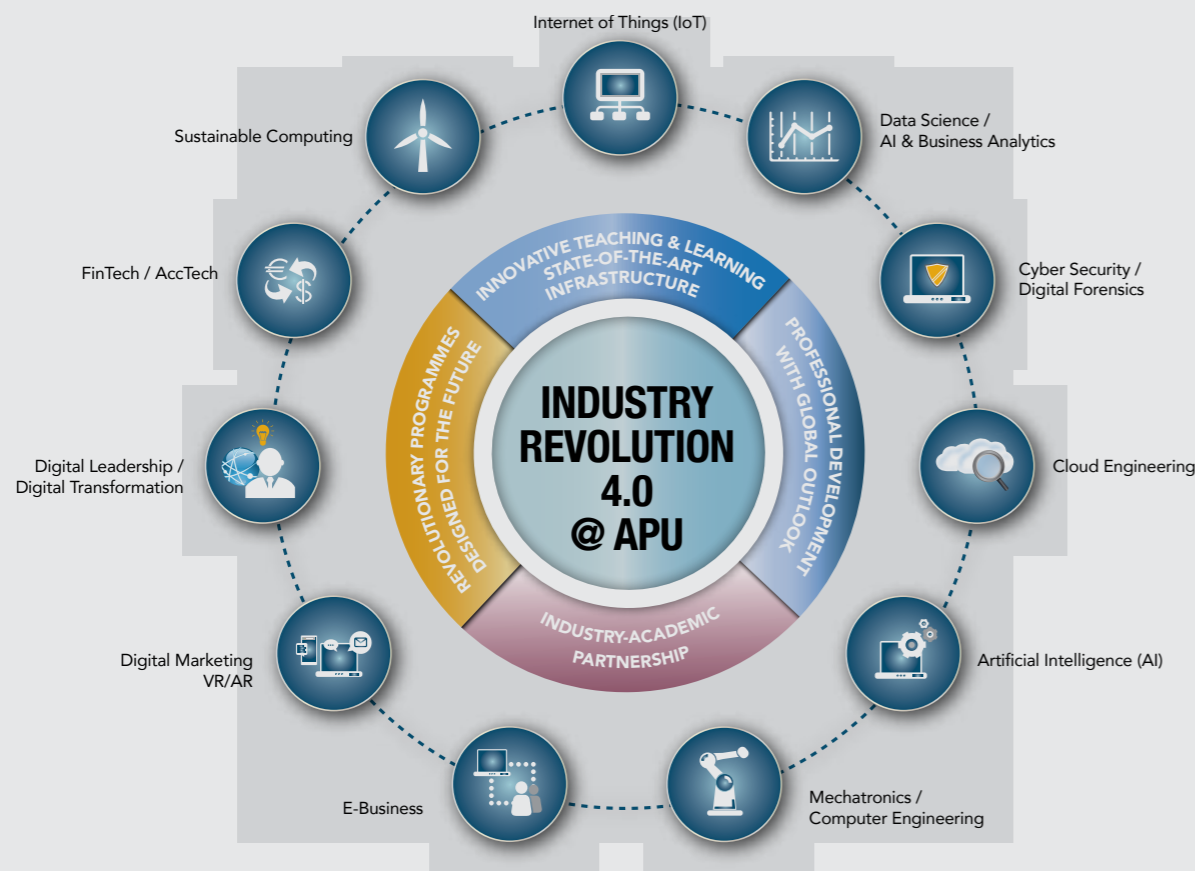 Internet of Things (IoT)
Data Science /
AI & Business Analytics
Cyber Security /
Digital Forensics
Cloud Engineering
Artificial Intelligence (AI)
Mechatronics /
Computer Engineering
E-Business
Digital Marketing
VR/AR
Digital Leadership /
Digital Transformation
FinTech / AccTech
Sustainable Computing
INNOVATIVE TEACHING & LEARNING
STATE-OF-THE-ART
INFRASTRUCTURE
PROFESSIONAL DEVELOPMENT
WITH GLOBAL OUTLOOK
INDUSTRY-ACADEMIC
PARTNERSHIP
REVOLUTIONARY PROGRAMMES
DESIGNED FOR THE FUTURE
INDUSTRY
REVOLUTION
4.0
@ APU